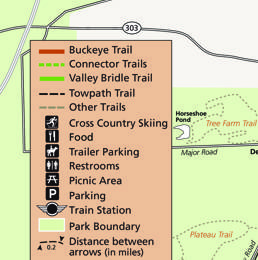 303
Buckeye Trail
Connector Trails
Valley Bridle Trail
Towpath Trail
Other Trails
Cross Country Skiing
Food
Trailer Parking
Restrooms
Picnic Area
P Parking
Train Station
Park Boundary
0.2 Distance between
arrows (in miles)
Horseshoe
Pond
Tree Farm Trail
Major Road
De
Plateau Trail
Road